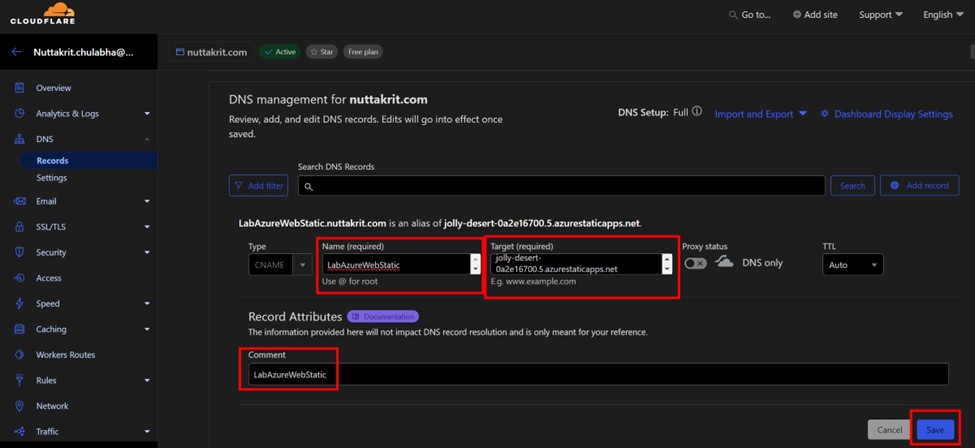 CLOUDFLARE
Go to...
Add site
Support
English
Nuttakrit.chulabha@...
nuttakrit.com
Active
Star
Free plan
Overview
Analytics & Logs
DNS
Records
Settings
Email
SSL/TLS
Security
Access
Speed
Caching
Workers Routes
Rules
Network
Traffic
DNS management for nuttakrit.com
Review, add, and edit DNS records. Edits will go into effect once
saved.
DNS Setup: Full
Import and Export
Dashboard Display Settings
Search DNS Records
Add filter
Search
Add record
LabAzureWebStatic.nuttakrit.com is an alias of jolly-desert-0a2e16700.5.azurestaticapps.net.
Type
CNAME
Name (required)
LabAzureWebStatic
Use @ for root
Target (required)
jolly-desert-
0a2e16700.5.azurestaticapps.net
E.g. www.example.com
Proxy status
DNS only
TTL
Auto
Record Attributes
Documentation
The information provided here will not impact DNS record resolution and is only meant for your reference.
Comment
LabAzureWebStatic
Cancel
Save